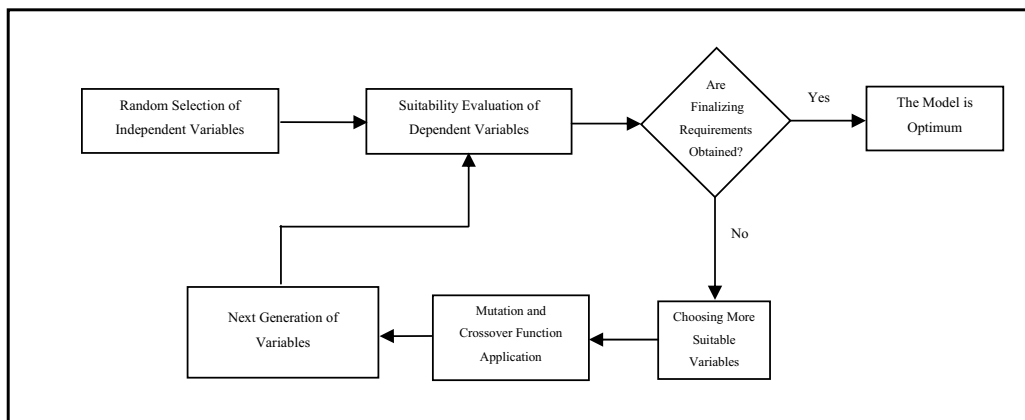 Random Selection of
Independent Variables
Suitability Evaluation of
Dependent Variables
Are
Finalizing
Requirements
Obtained?
Yes
The Model is
Optimum
No
Choosing More
Suitable
Variables
Mutation and
Crossover Function
Application
Next Generation of
Variables